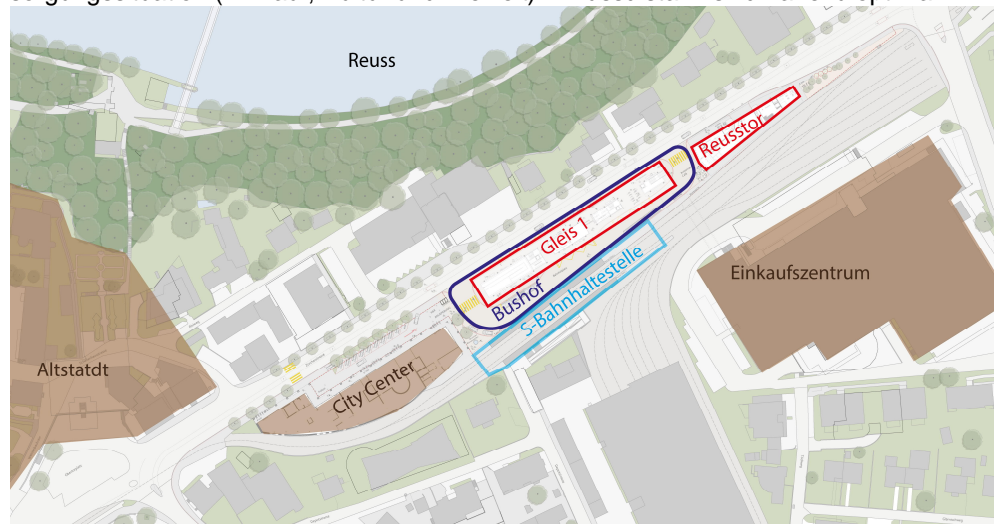 Reuss
Reusstor
Gleis 1
Einkaufszentrum
Bushof
S-Bahnhaltestelle
Altstatdt
City Center